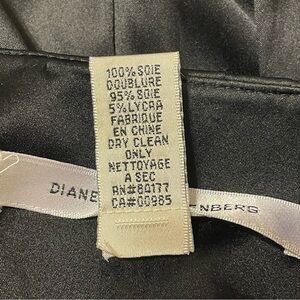 100% SOIE
DOUBLURE
95% SOIE
5% LYCRA
FABRIQUE
EN CHINE
DRY CLEAN
ONLY
NETTOYAGE
A SEC
RN#80177
CA#00985
DIANE NBERG